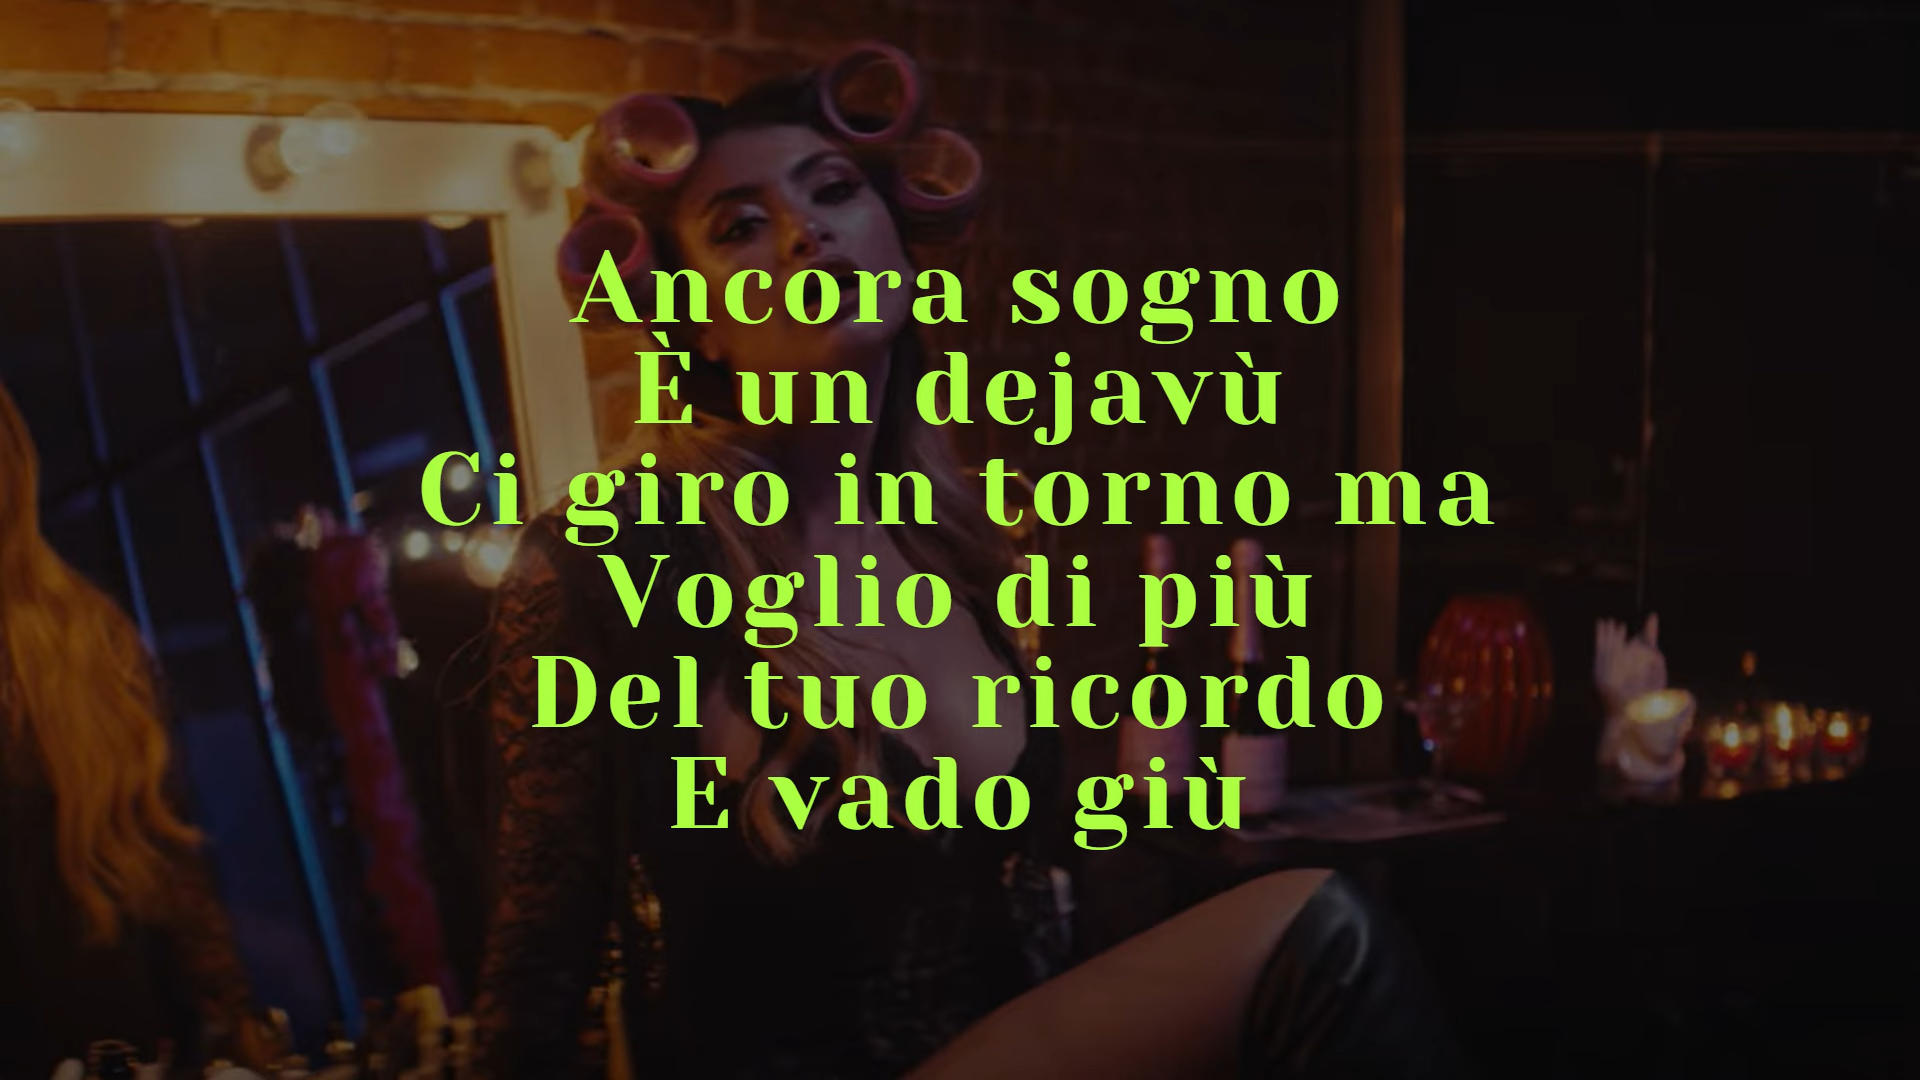 Ancora sogno
È un dejavù
Ci giro in torno ma
Voglio di più
Del tuo ricordo
E vado giù